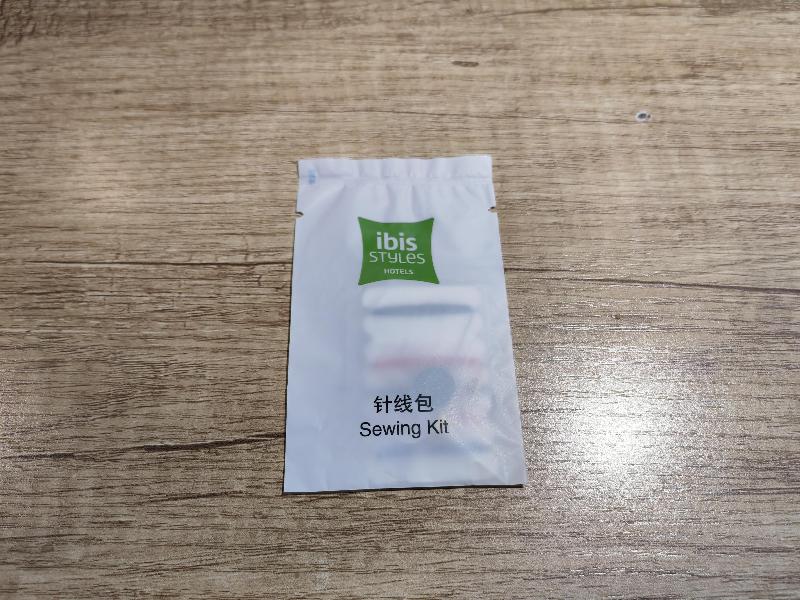 ibis
STYLES
HOTELS
针线包
Sewing Kit